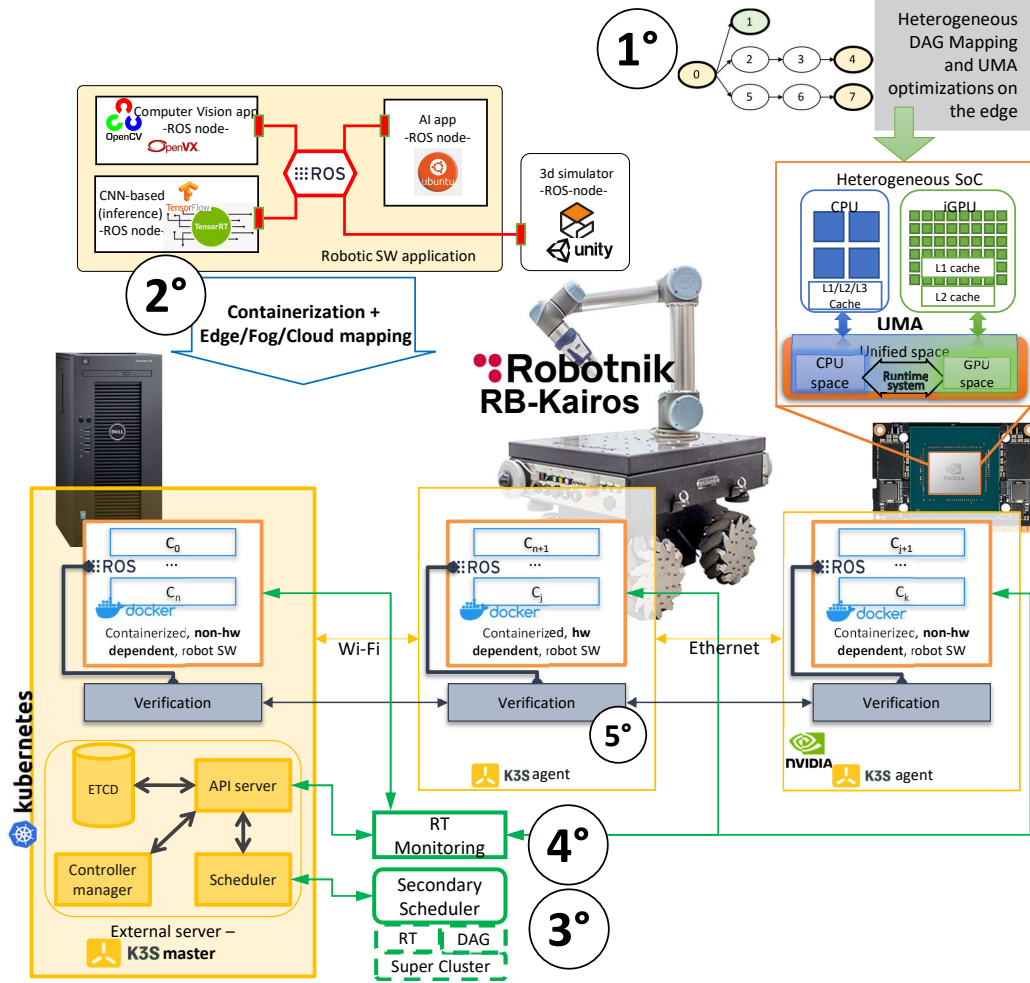 1°
0
1
2
3
4
5
6
7
Heterogeneous
DAG Mapping
and UMA
optimizations on
the edge
OpenCV
Computer Vision app
-ROS node-
OpenVX
AI app
-ROS node-
ubuntu
ROS
CNN-based
(inference)
-ROS node-
TensorFlow
TensorRT
Robotic SW application
3d simulator
-ROS-node-
unity
Heterogeneous SoC
CPU
iGPU
L1/L2/L3
Cache
L1 cache
L2 cache
UMA
Unified space
CPU
space
Runtime
system
GPU
space
2°
Containerization +
Edge/Fog/Cloud mapping
Robotnik
RB-Kairos
DELL
NVIDIA
C0
...
ROS
Cn
docker
Containerized, non-hw
dependent, robot SW
Verification
Wi-Fi
Cn+1
...
ROS
Cj
docker
Containerized, hw
dependent, robot SW
Verification
5°
K3S agent
Ethernet
Cj+1
...
ROS
Ck
docker
Containerized, non-hw
dependent, robot SW
Verification
NVIDIA
K3S agent
kubernetes
ETCD
API server
Controller
manager
Scheduler
External server –
K3S master
RT
Monitoring
4°
Secondary
Scheduler
3°
RT
DAG
Super Cluster